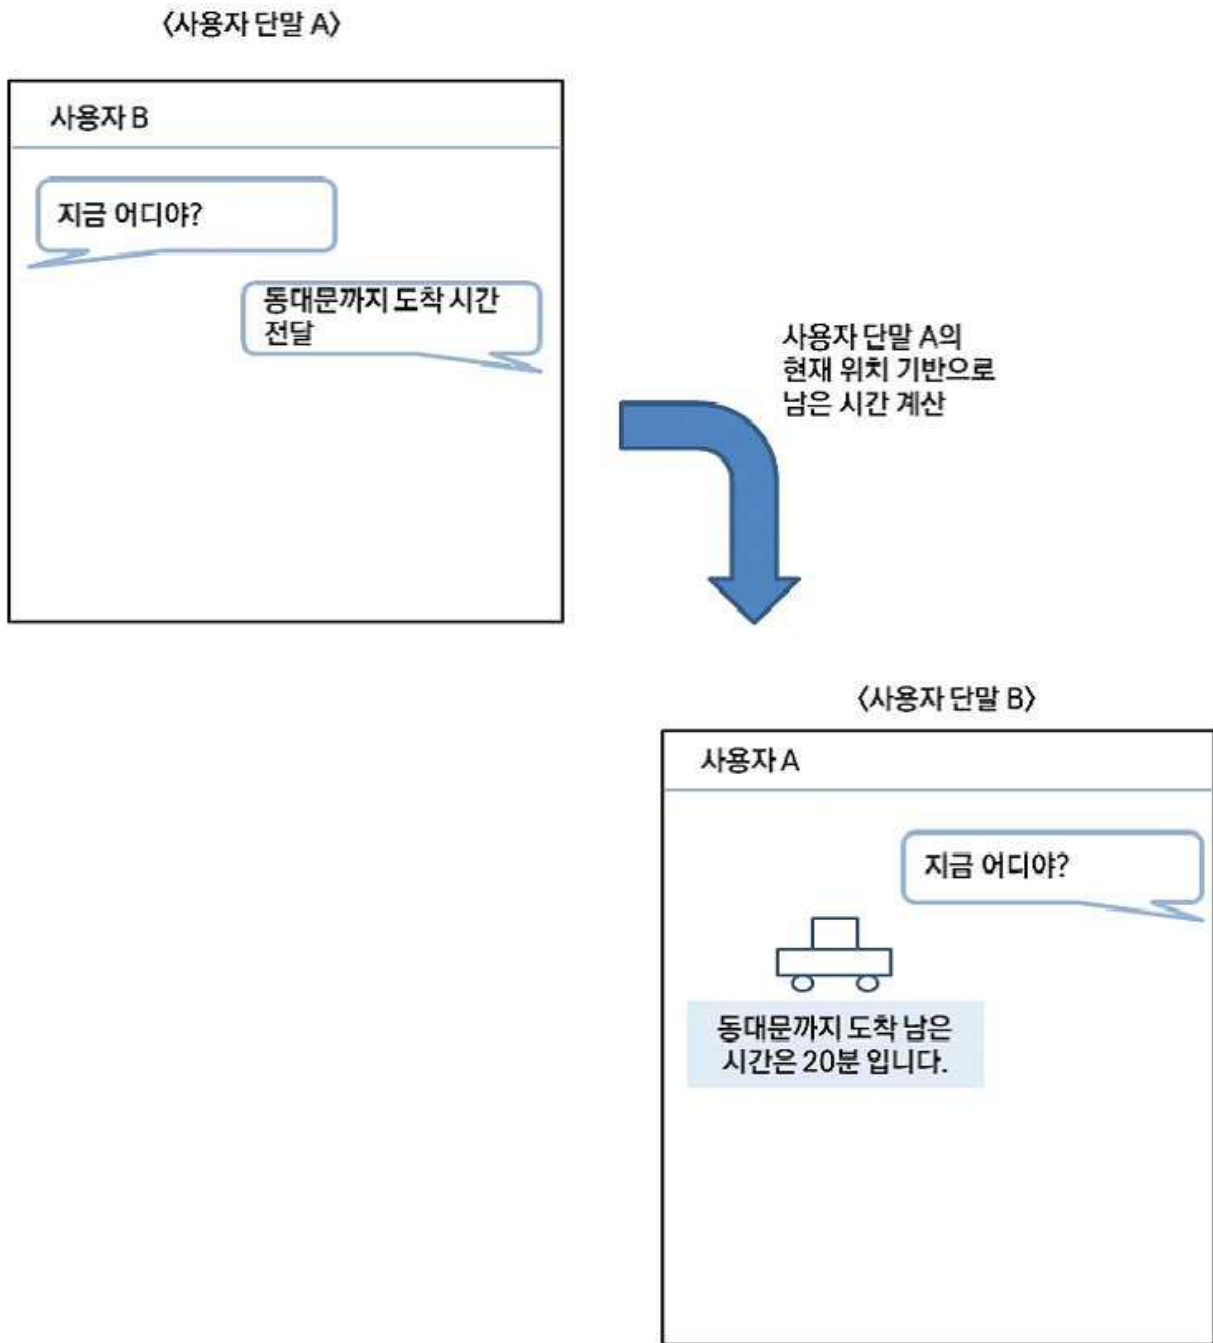 〈사용자 단말 A〉
사용자 B
지금 어디야?
동대문까지 도착 시간
전달
사용자 단말 A의
현재 위치 기반으로
남은 시간 계산
〈사용자 단말 B〉
사용자 A
지금 어디야?
동대문까지 도착 남은
시간은 20분 입니다.